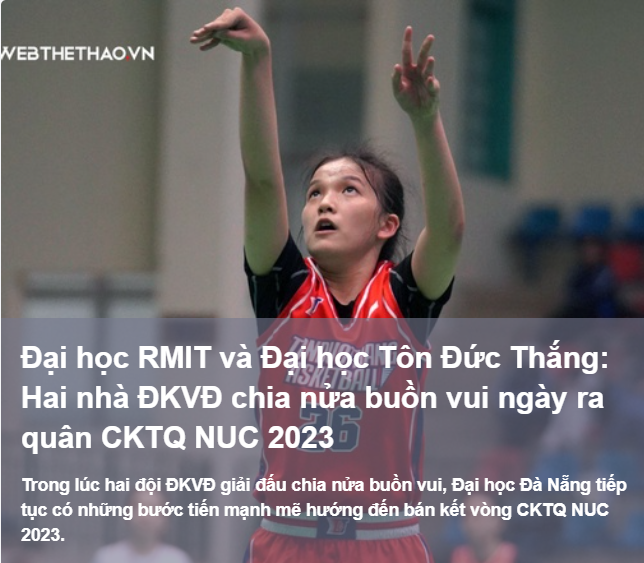 WEBTHETHAO.VN
Đại học RMIT và Đại học Tôn Đức Thắng:
Hai nhà ĐKVĐ chia nửa buồn vui ngày ra
quân CKTQ NUC 2023
Trong lúc hai đội ĐKVĐ giải đấu chia nửa buồn vui, Đại học Đà Nẵng tiếp
tục có những bước tiến mạnh mẽ hướng đến bán kết vòng CKTQ NUC
2023.
26